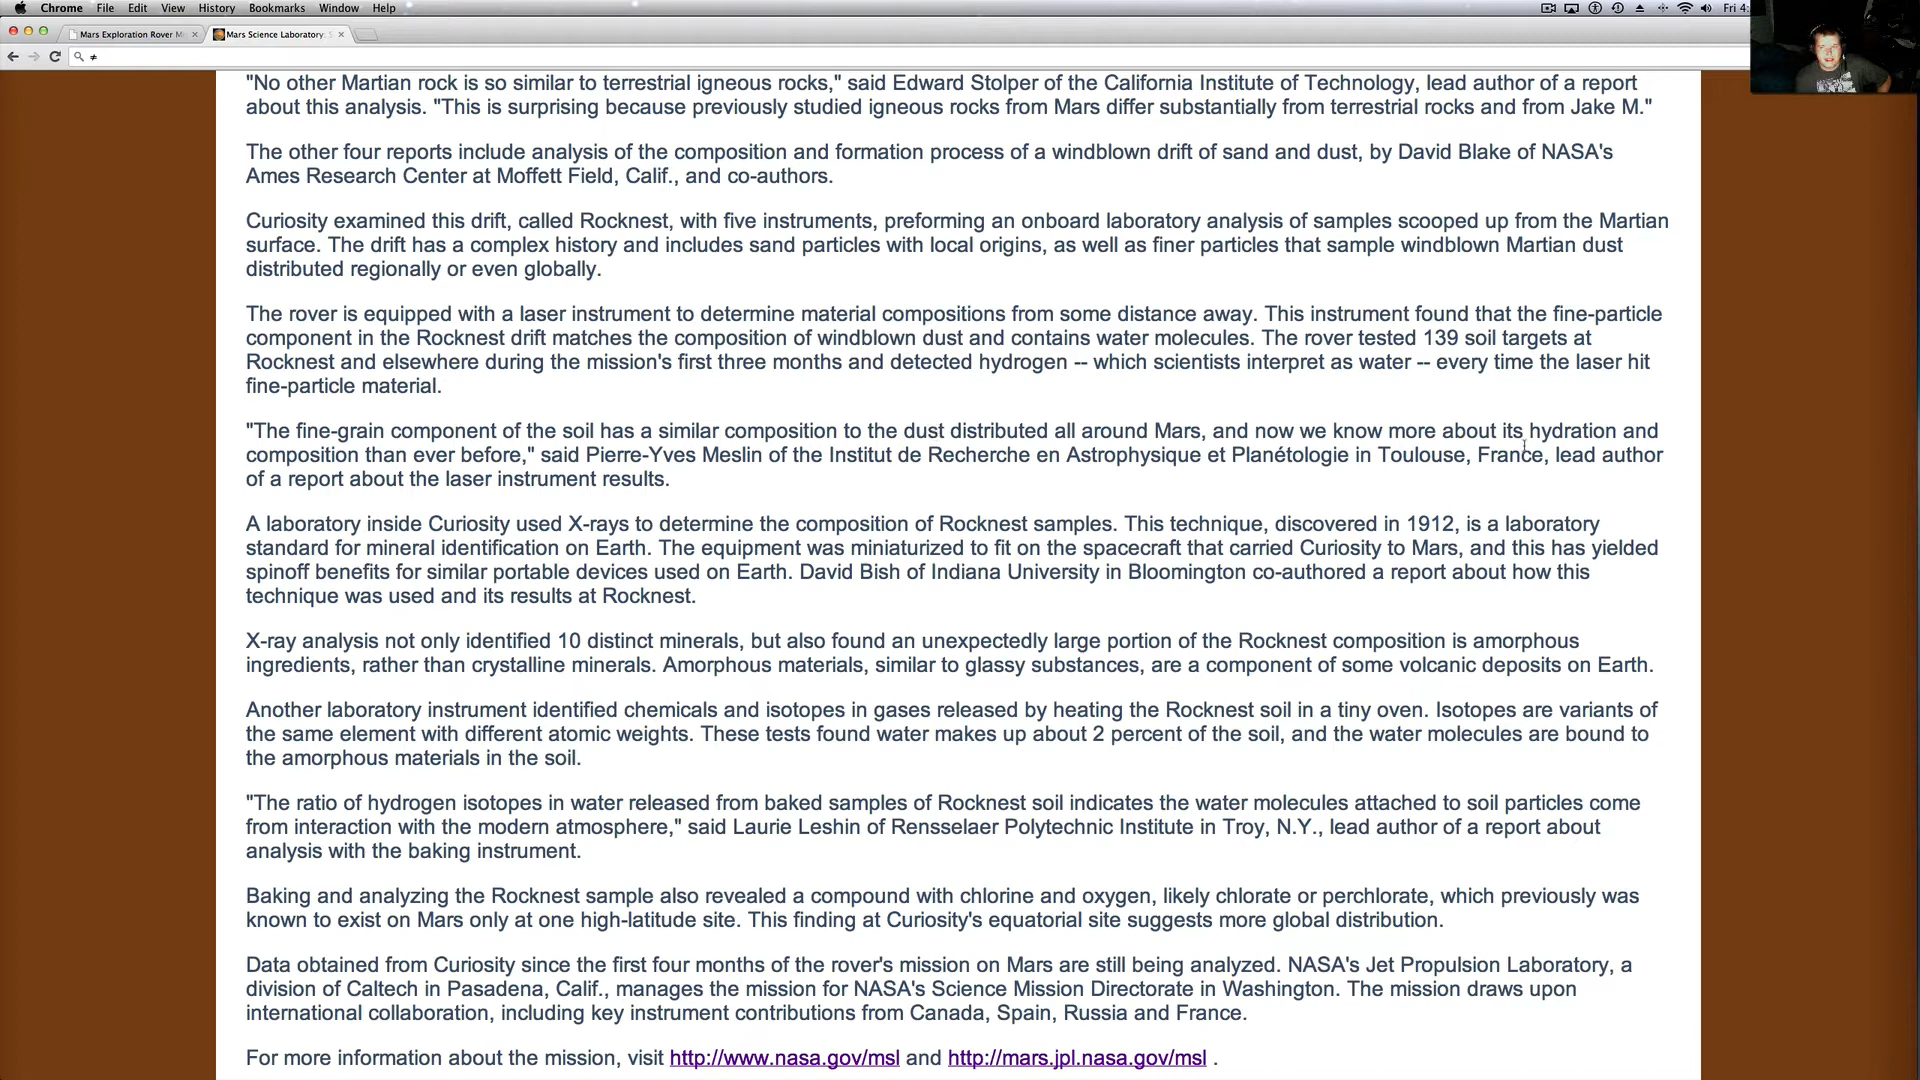 Chrome File Edit View History Bookmarks Window Help
Fri 4:
Mars Exploration Rover M
Mars Science Laboratory:
≠
"No other Martian rock is so similar to terrestrial igneous rocks," said Edward Stolper of the California Institute of Technology, lead author of a report
about this analysis. "This is surprising because previously studied igneous rocks from Mars differ substantially from terrestrial rocks and from Jake M."
The other four reports include analysis of the composition and formation process of a windblown drift of sand and dust, by David Blake of NASA's
Ames Research Center at Moffett Field, Calif., and co-authors.
Curiosity examined this drift, called Rocknest, with five instruments, preforming an onboard laboratory analysis of samples scooped up from the Martian
surface. The drift has a complex history and includes sand particles with local origins, as well as finer particles that sample windblown Martian dust
distributed regionally or even globally.
The rover is equipped with a laser instrument to determine material compositions from some distance away. This instrument found that the fine-particle
component in the Rocknest drift matches the composition of windblown dust and contains water molecules. The rover tested 139 soil targets at
Rocknest and elsewhere during the mission's first three months and detected hydrogen -- which scientists interpret as water -- every time the laser hit
fine-particle material.
"The fine-grain component of the soil has a similar composition to the dust distributed all around Mars, and now we know more about its hydration and
composition than ever before," said Pierre-Yves Meslin of the Institut de Recherche en Astrophysique et Planétologie in Toulouse, France, lead author
of a report about the laser instrument results.
A laboratory inside Curiosity used X-rays to determine the composition of Rocknest samples. This technique, discovered in 1912, is a laboratory
standard for mineral identification on Earth. The equipment was miniaturized to fit on the spacecraft that carried Curiosity to Mars, and this has yielded
spinoff benefits for similar portable devices used on Earth. David Bish of Indiana University in Bloomington co-authored a report about how this
technique was used and its results at Rocknest.
X-ray analysis not only identified 10 distinct minerals, but also found an unexpectedly large portion of the Rocknest composition is amorphous
ingredients, rather than crystalline minerals. Amorphous materials, similar to glassy substances, are a component of some volcanic deposits on Earth.
Another laboratory instrument identified chemicals and isotopes in gases released by heating the Rocknest soil in a tiny oven. Isotopes are variants of
the same element with different atomic weights. These tests found water makes up about 2 percent of the soil, and the water molecules are bound to
the amorphous materials in the soil.
"The ratio of hydrogen isotopes in water released from baked samples of Rocknest soil indicates the water molecules attached to soil particles come
from interaction with the modern atmosphere," said Laurie Leshin of Rensselaer Polytechnic Institute in Troy, N.Y., lead author of a report about
analysis with the baking instrument.
Baking and analyzing the Rocknest sample also revealed a compound with chlorine and oxygen, likely chlorate or perchlorate, which previously was
known to exist on Mars only at one high-latitude site. This finding at Curiosity's equatorial site suggests more global distribution.
Data obtained from Curiosity since the first four months of the rover's mission on Mars are still being analyzed. NASA's Jet Propulsion Laboratory, a
division of Caltech in Pasadena, Calif., manages the mission for NASA's Science Mission Directorate in Washington. The mission draws upon
international collaboration, including key instrument contributions from Canada, Spain, Russia and France.
For more information about the mission, visit http://www.nasa.gov/msl and http://mars.jpl.nasa.gov/msl .